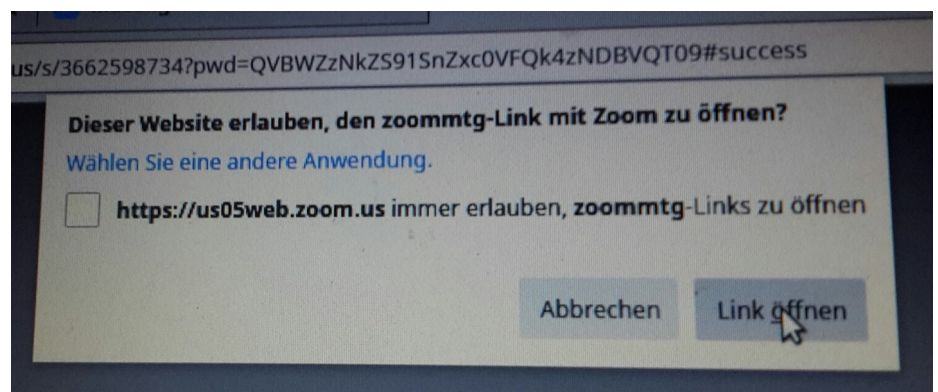 us/s/3662598734?pwd=QVBWZzNkZS91SnZxc0VFQk4zNDBVQT09#success
Dieser Website erlauben, den zoommtg-Link mit Zoom zu öffnen?
Wählen Sie eine andere Anwendung.
https://us05web.zoom.us immer erlauben, zoommtg-Links zu öffnen
Abbrechen
Link öffnen